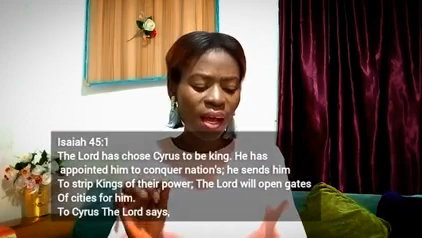 Isaiah 45:1
The Lord has chose Cyrus to be king. He has
appointed him to conquer nation's; he sends him
To strip Kings of their power; The Lord will open gates
Of cities for him.
To Cyrus The Lord says,